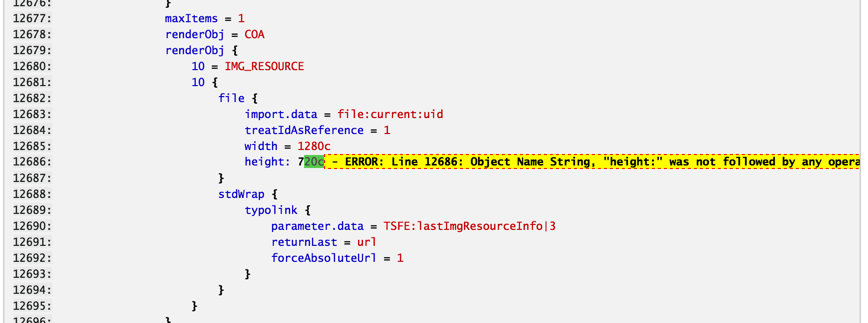 12676: }
12677: maxItems = 1
12678: renderObj = COA
12679: renderObj {
12680: 10 = IMG_RESOURCE
12681: 10 {
12682: file {
12683: import.data = file:current:uid
12684: treatIdAsReference = 1
12685: width = 1280c
12686: height: 720c - ERROR: Line 12686: Object Name String, "height:" was not followed by any opera
12687: }
12688: stdWrap {
12689: typolink {
12690: parameter.data = TSFE:lastImgResourceInfo|3
12691: returnLast = url
12692: forceAbsoluteUrl = 1
12693: }
12694: }
12695: }
12696: }